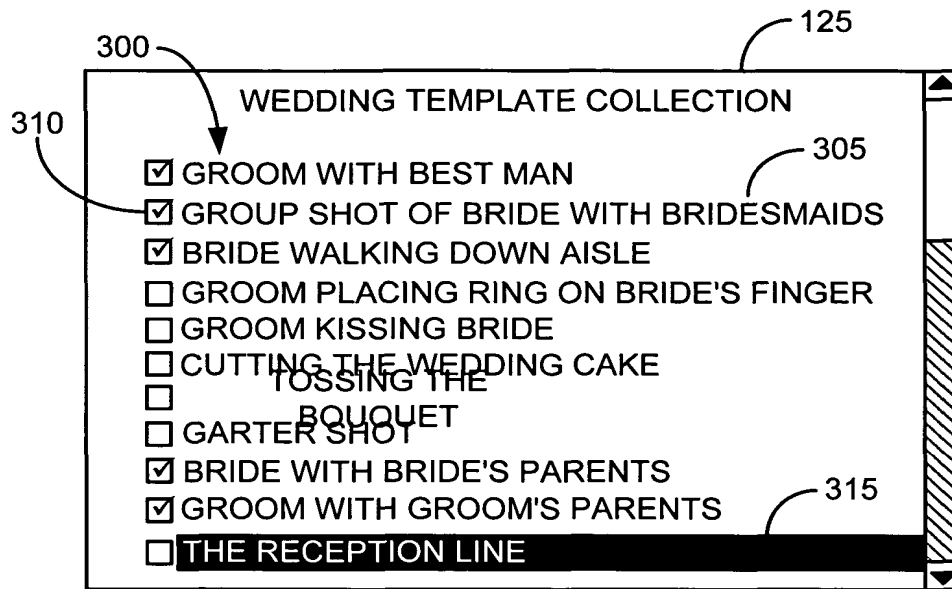 125
300
WEDDING TEMPLATE COLLECTION
310
305
GROOM WITH BEST MAN
GROUP SHOT OF BRIDE WITH BRIDESMAIDS
BRIDE WALKING DOWN AISLE
GROOM PLACING RING ON BRIDE'S FINGER
GROOM KISSING BRIDE
CUTTING THE WEDDING CAKE
TOSSING THE
BOUQUET
GARTER SHOT
BRIDE WITH BRIDE'S PARENTS
315
GROOM WITH GROOM'S PARENTS
THE RECEPTION LINE